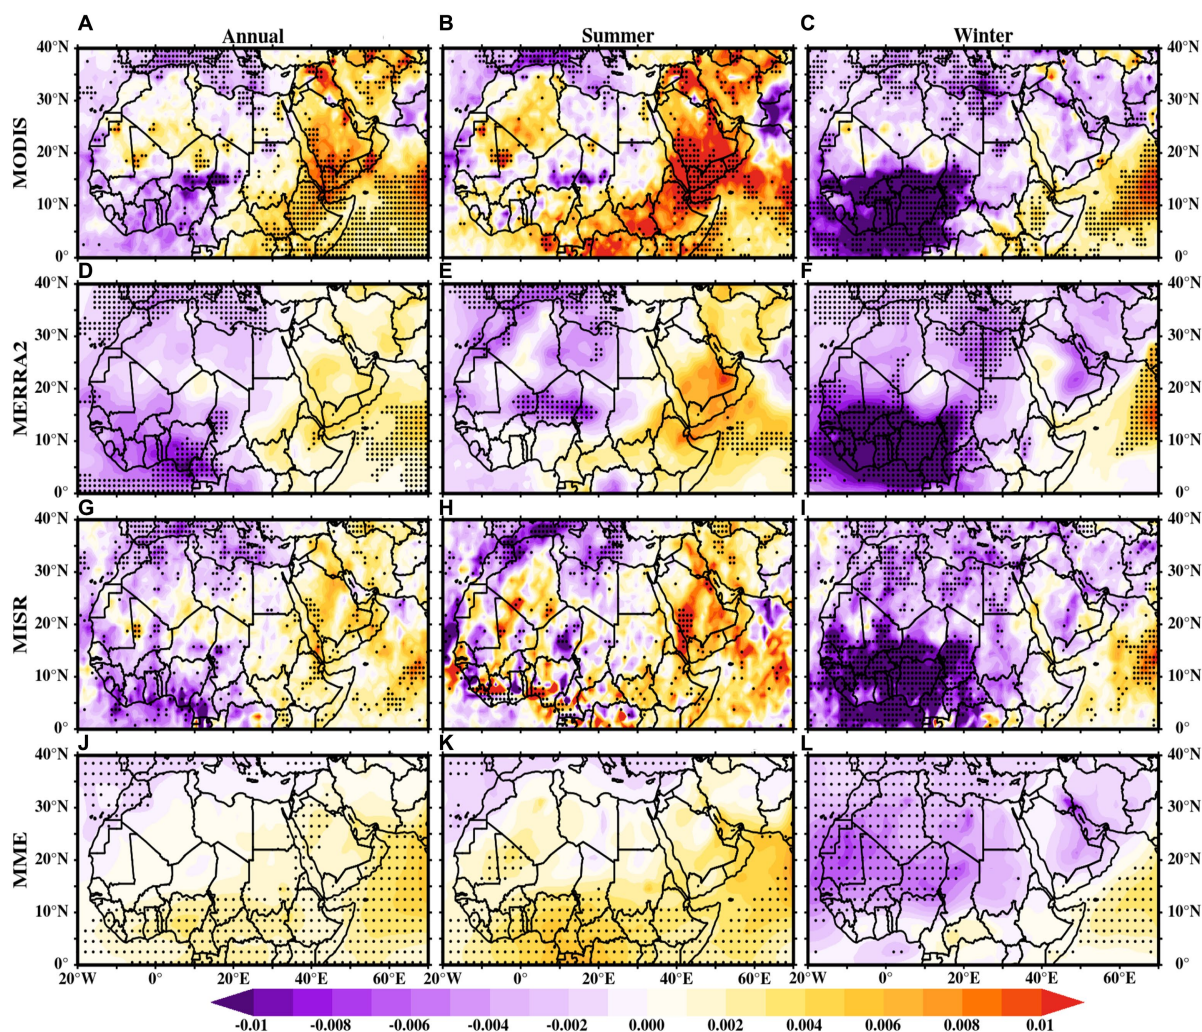 A B C
Annual Summer Winter
40°N 40°N
30°N 30°N
MODIS
20°N 20°N
10°N 10°N
0° 0°
D E F
40°N 40°N
30°N 30°N
MERRA2
20°N 20°N
10°N 10°N
0° 0°
G H I
40°N 40°N
30°N 30°N
MISR
20°N 20°N
10°N 10°N
0° 0°
J K L
40°N 40°N
30°N 30°N
MME
20°N 20°N
10°N 10°N
0° 0°
20°W 0° 20°E 40°E 60°E 20°W 0° 20°E 40°E 60°E 20°W 0° 20°E 40°E 60°E
-0.01 -0.008 -0.006 -0.004 -0.002 0.000 0.002 0.004 0.006 0.008 0.01